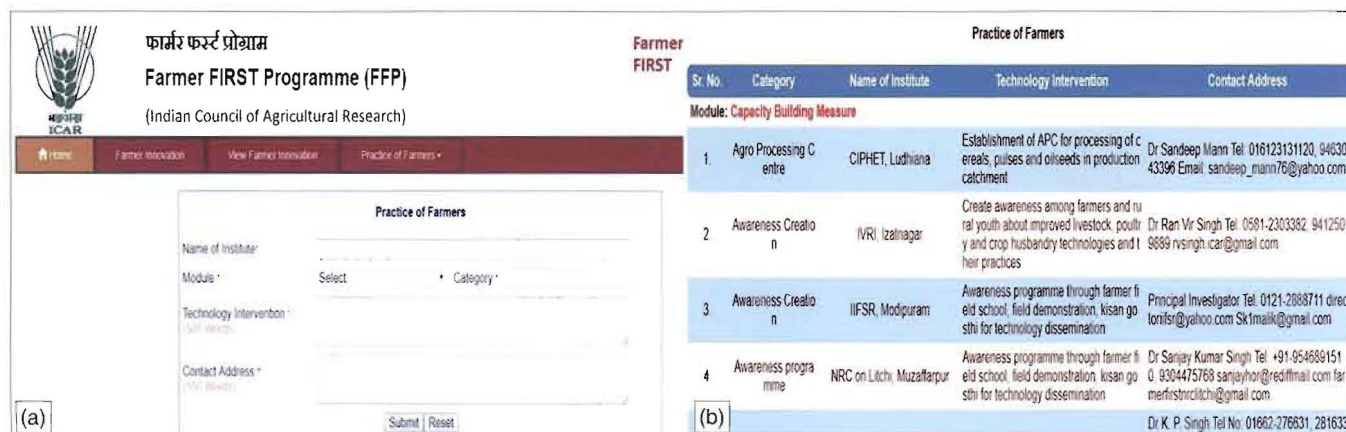 फार्मर फर्स्ट प्रोग्राम
Farmer FIRST Programme (FFP)
(Indian Council of Agricultural Research)
ICAR
Farmer
FIRST
Home Farmer Innovation View Farmer Innovation Practice of Farmers
Practice of Farmers
Name of Institute
Module * Select Category *
Technology Intervention *
Contact Address *
Submit Reset
(a)
Practice of Farmers
Sr. No. Category Name of Institute Technology Intervention Contact Address
Module: Capacity Building Measure
1. Agro Processing C
entre
CIPHET, Ludhiana
Establishment of APC for processing of c
ereals, pulses and oilseeds in production
catchment
Dr Sandeep Mann Tel: 016123131120, 94630
43396 Email: sandeep_mann76@yahoo.com
2 Awareness Creatio
n
IVRI, Izatnagar
Create awareness among farmers and ru
ral youth about improved livestock, poultr
y and crop husbandry technologies and t
heir practices
Dr Ran Vir Singh Tel: 0581-2303382, 941250
9889 rvsingh.icar@gmail.com
3 Awareness Creatio
n
IIFSR, Modipuram
Awareness programme through farmer fi
eld school, field demonstration, kisan go
sthi for technology dissemination
Principal Investigator Tel. 0121-2888711 direc
toriifsr@yahoo.com Sk1malik@gmail.com
4 Awareness progra
mme
NRC on Litchi, Muzaffarpur
Awareness programme through farmer fi
eld school, field demonstration, kisan go
sthi for technology dissemination
Dr Sanjay Kumar Singh Tel: +91-954689151
0, 9304475768 sanjayhor@rediffmail.com far
merfirstnrclitchi@gmail.com
Dr K. P. Singh Tel No: 01662-276631, 281633
(b)